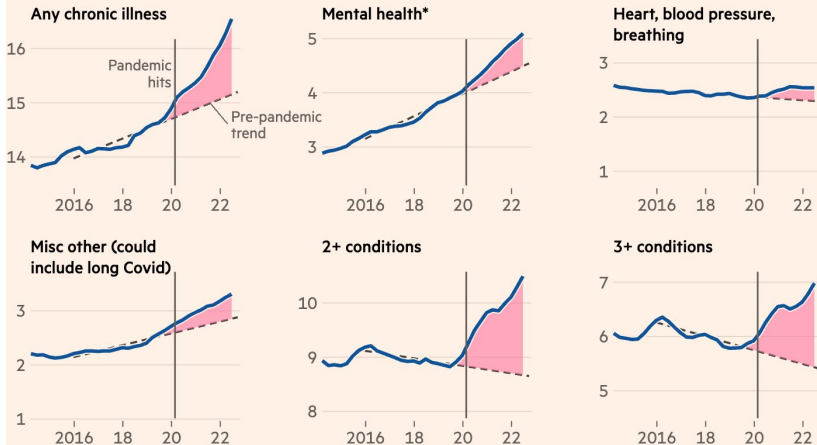 Any chronic illness
16
15
14
Pandemic
hits
Pre-pandemic
trend
2016 18 20 22
Mental health*
5
4
3
2016 18 20 22
Heart, blood pressure,
breathing
3
2
1
2016 18 20 22
Misc other (could
include long Covid)
3
2
1
2016 18 20 22
2+ conditions
10
9
8
2016 18 20 22
3+ conditions
7
6
5
2016 18 20 22